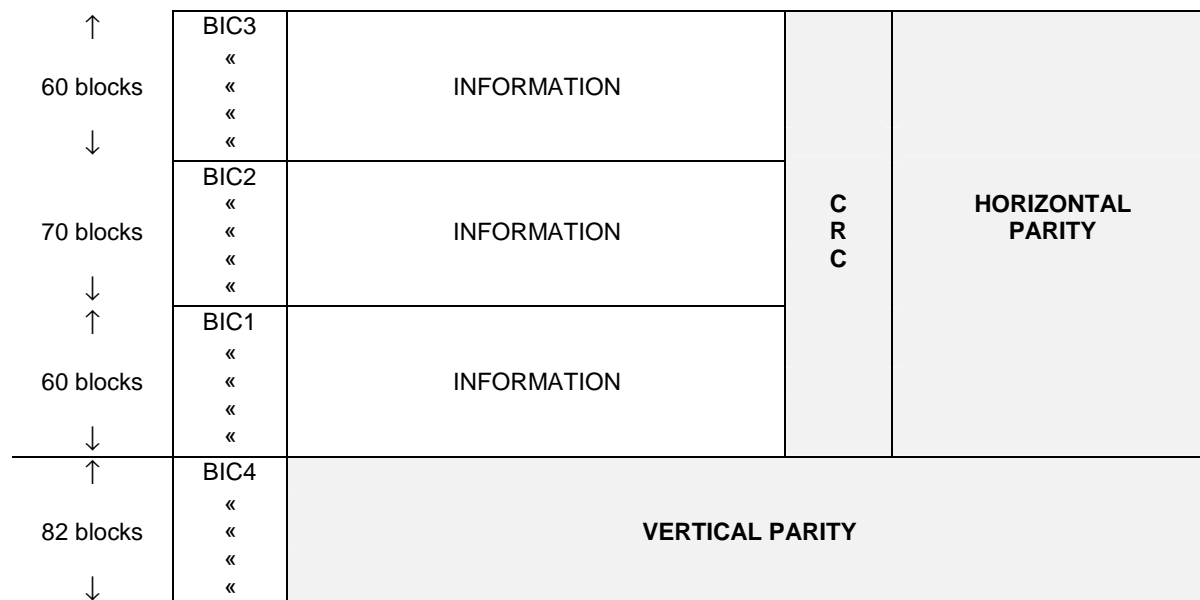 ↑ BIC3
«
60 blocks « INFORMATION
«
↓ «
BIC2
« C HORIZONTAL
70 blocks « INFORMATION R PARITY
« C
↓ «
↑ BIC1
«
60 blocks « INFORMATION
«
↓ «
↑ BIC4
«
82 blocks « VERTICAL PARITY
«
↓ «